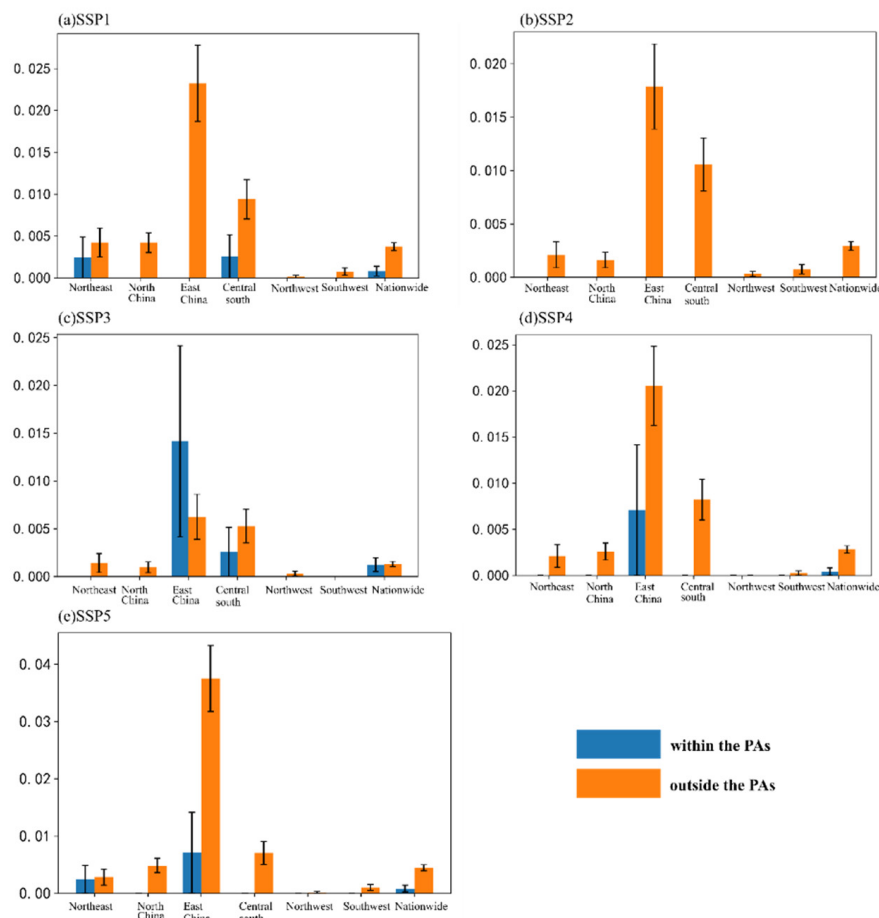 (a)SSP1
0. 025
0. 020
0. 015
0. 010
0. 005
0. 000
Northeast
North
China
East
China
Central
south
Northwest
Southwest
Nationwide
(b)SSP2
0. 020
0. 015
0. 010
0. 005
0. 000
Northeast
North
China
East
China
Central
south
Northwest
Southwest
Nationwide
(c)SSP3
0. 025
0. 020
0. 015
0. 010
0. 005
0. 000
Northeast
North
China
East
China
Central
south
Northwest
Southwest
Nationwide
(d)SSP4
0. 025
0. 020
0. 015
0. 010
0. 005
0. 000
Northeast
North
China
East
China
Central
south
Northwest
Southwest
Nationwide
(e)SSP5
0. 04
0. 03
0. 02
0. 01
0. 00
Northeast
North
China
East
China
Central
south
Northwest
Southwest
Nationwide
within the PAs
outside the PAs